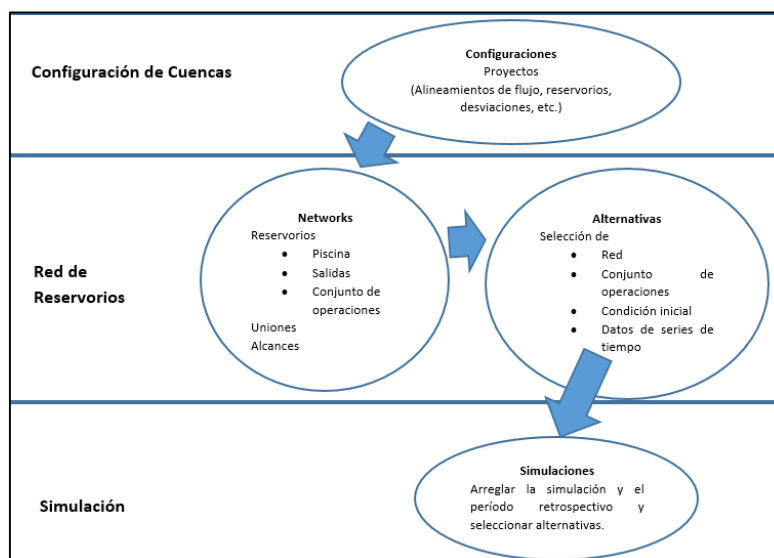 Configuración de Cuencas
Configuraciones
Proyectos
(Alineamientos de flujo, reservorios,
desviaciones, etc.)
Red de
Reservorios
Networks
Reservorios
• Piscina
• Salidas
• Conjunto de
operaciones
Uniones
Alcances
Alternativas
Selección de
• Red
• Conjunto de
operaciones
• Condición inicial
• Datos de series de
tiempo
Simulación
Simulaciones
Arreglar la simulación y el
período retrospectivo y
seleccionar alternativas.